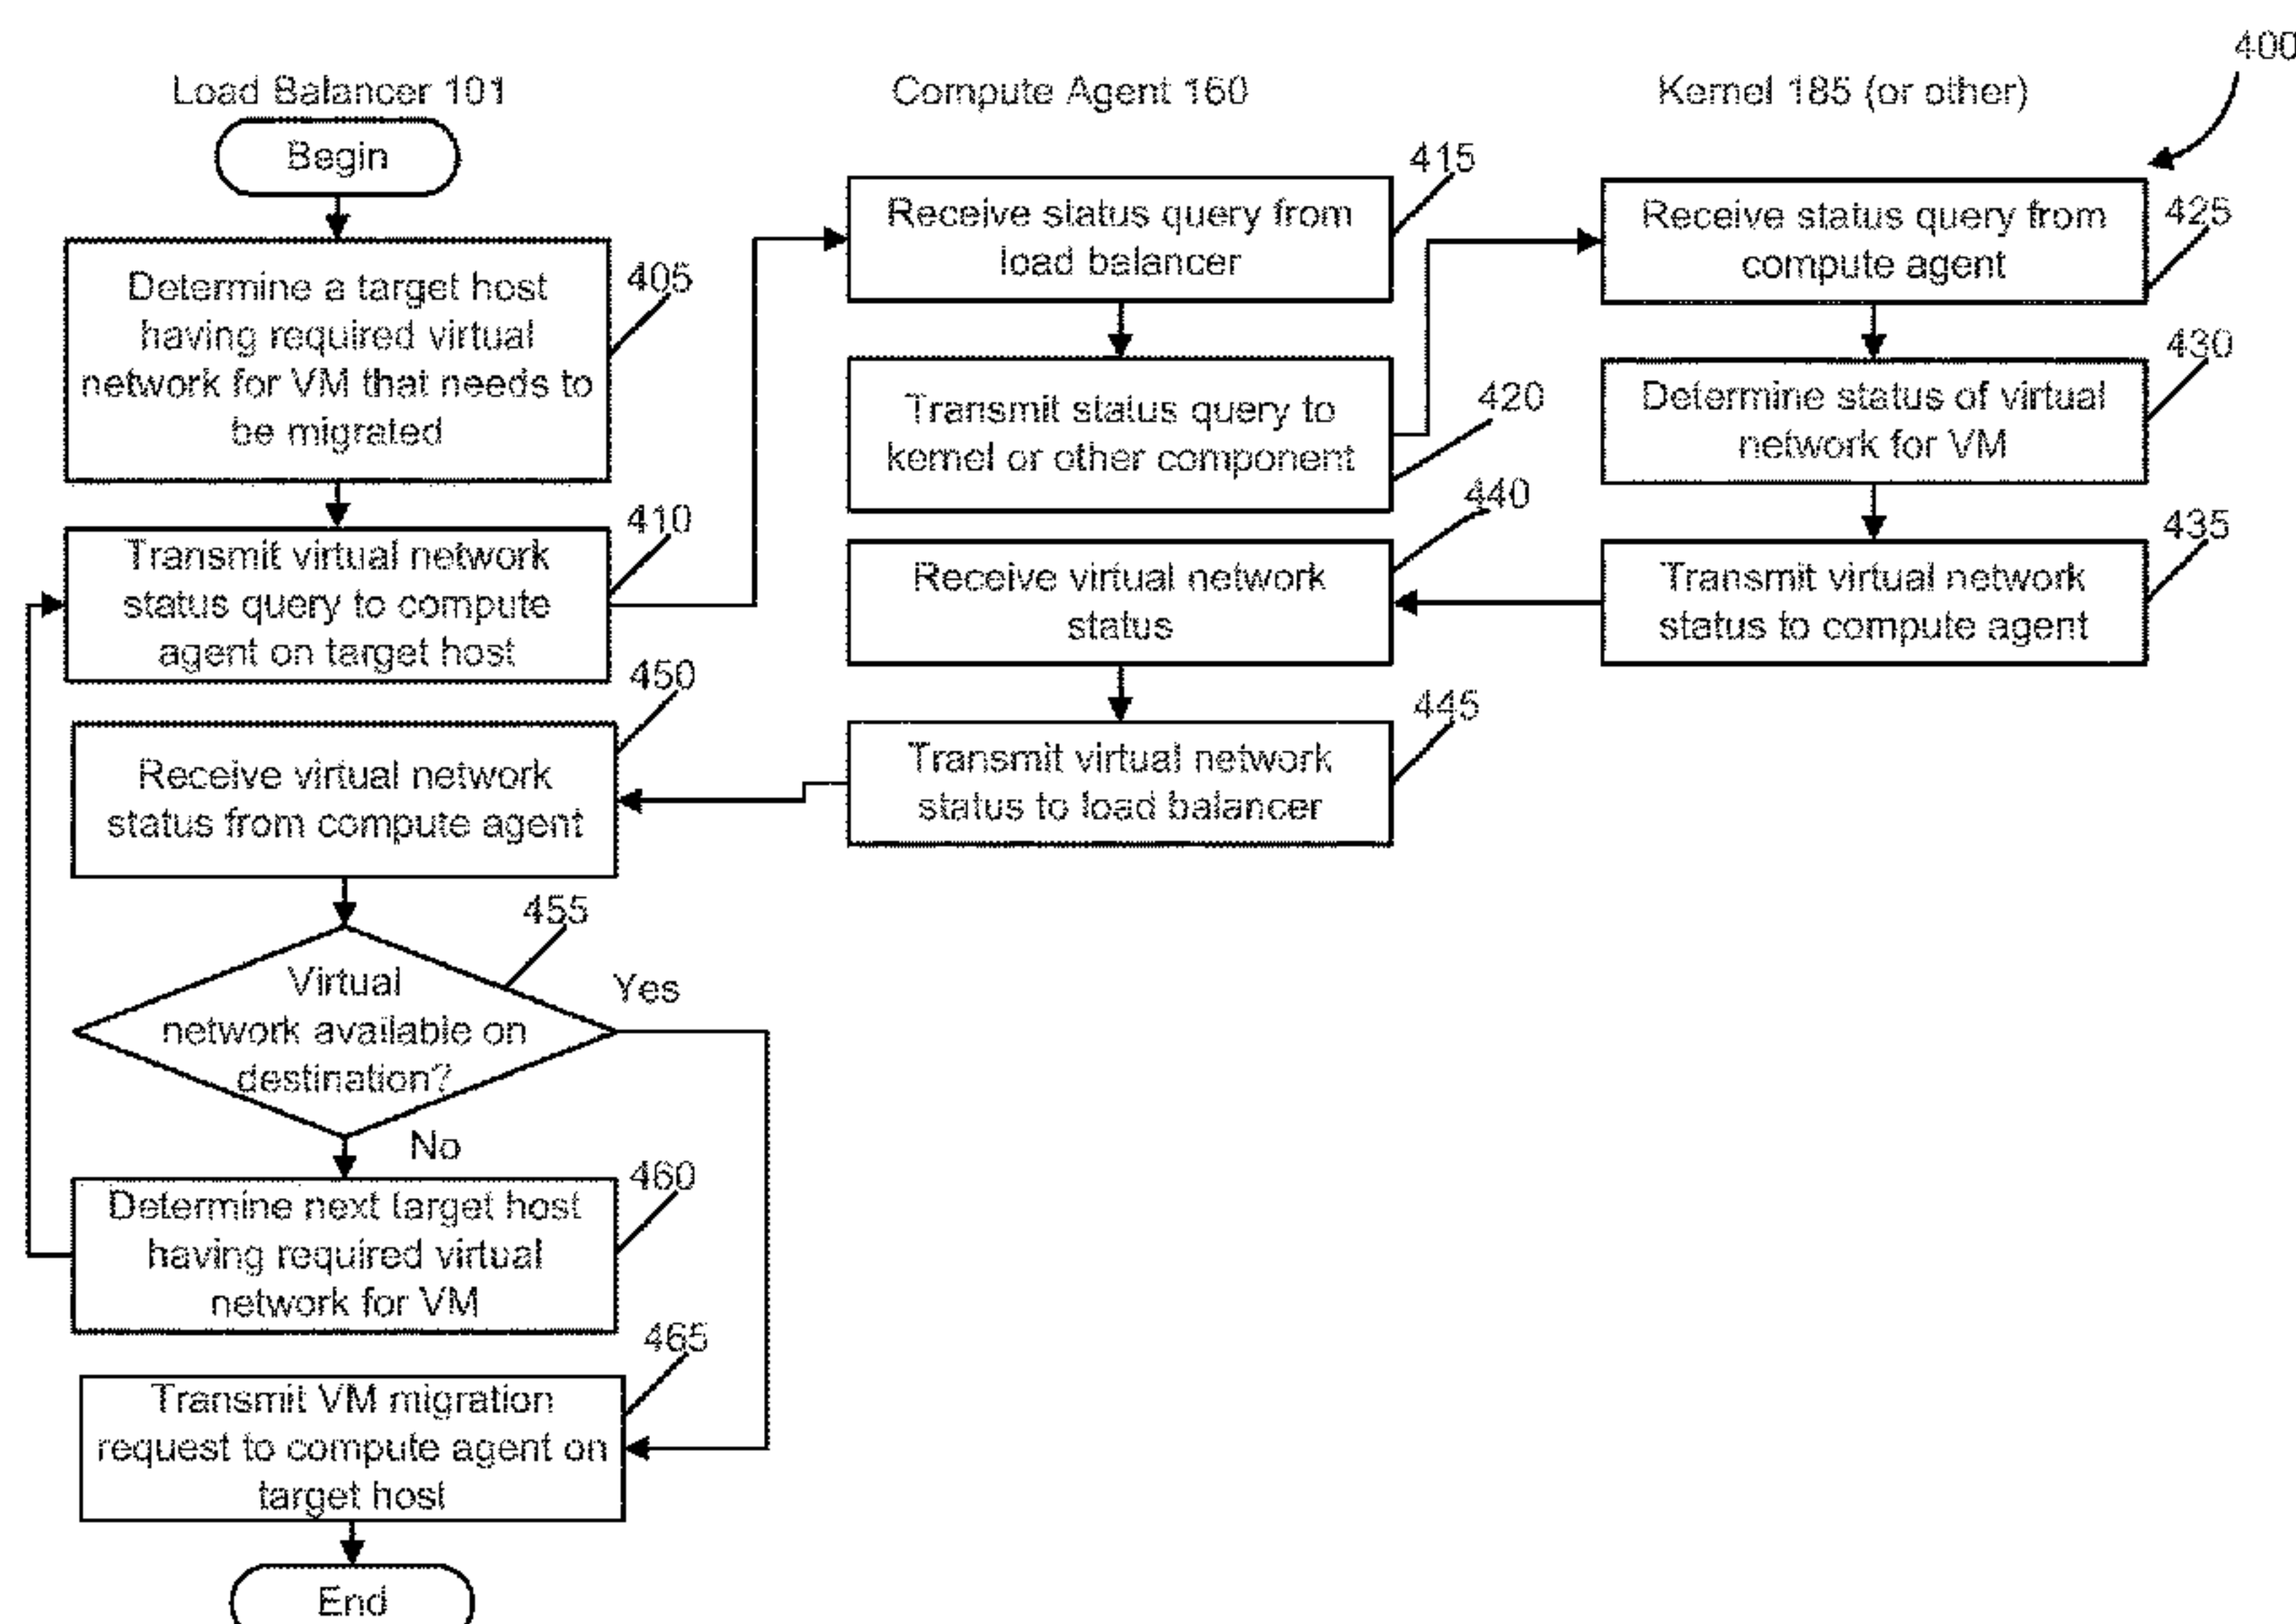 400
Load Balancer 101
Compute Agent 160
Kernel 185 (or other)
Begin
405
Determine a target host
having required virtual
network for VM that needs to
be migrated
410
Transmit virtual network
status query to compute
agent on target host
415
Receive status query from
load balancer
420
Transmit status query to
kernel or other component
425
Receive status query from
compute agent
430
Determine status of virtual
network for VM
435
Transmit virtual network
status to compute agent
440
Receive virtual network
status
445
Transmit virtual network
status to load balancer
450
Receive virtual network
status from compute agent
455
Virtual
network available on
destination?
Yes
No
460
Determine next target host
having required virtual
network for VM
465
Transmit VM migration
request to compute agent on
target host
End